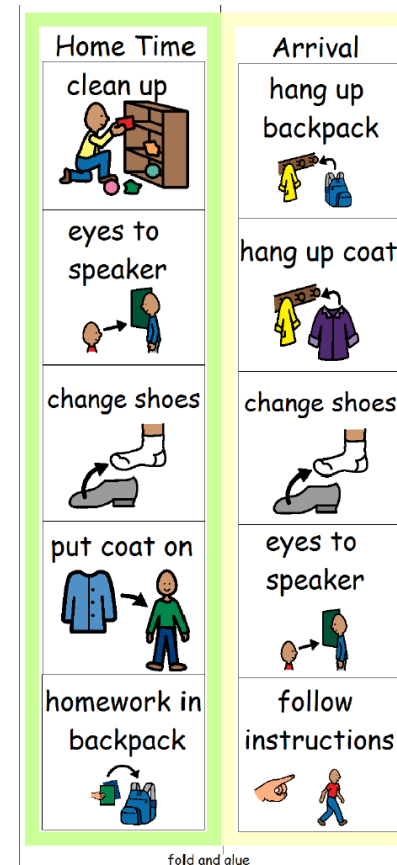 Home Time
clean up
eyes to
speaker
change shoes
put coat on
homework in
backpack
Arrival
hang up
backpack
hang up coat
change shoes
eyes to
speaker
follow
instructions
fold and glue